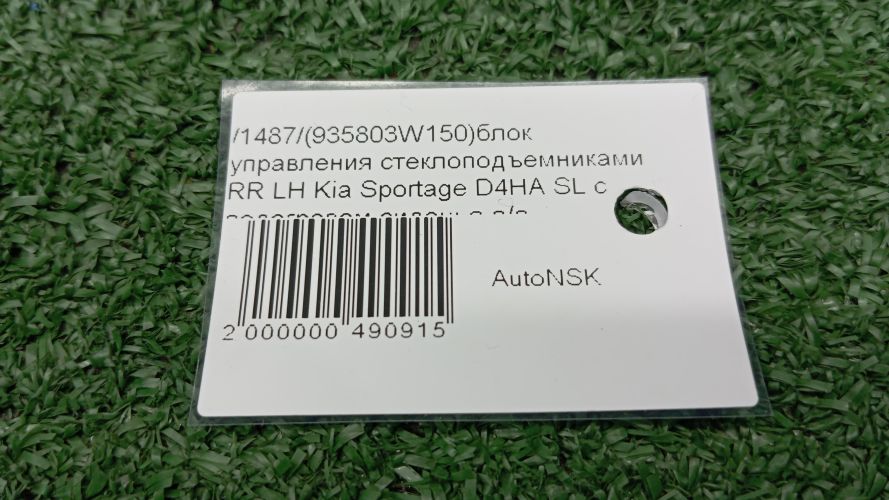 /1487/(935803W150)блок
управления стеклоподъемниками
RR LH Kia Sportage D4HA SL с
AutoNSK
2 000000 490915